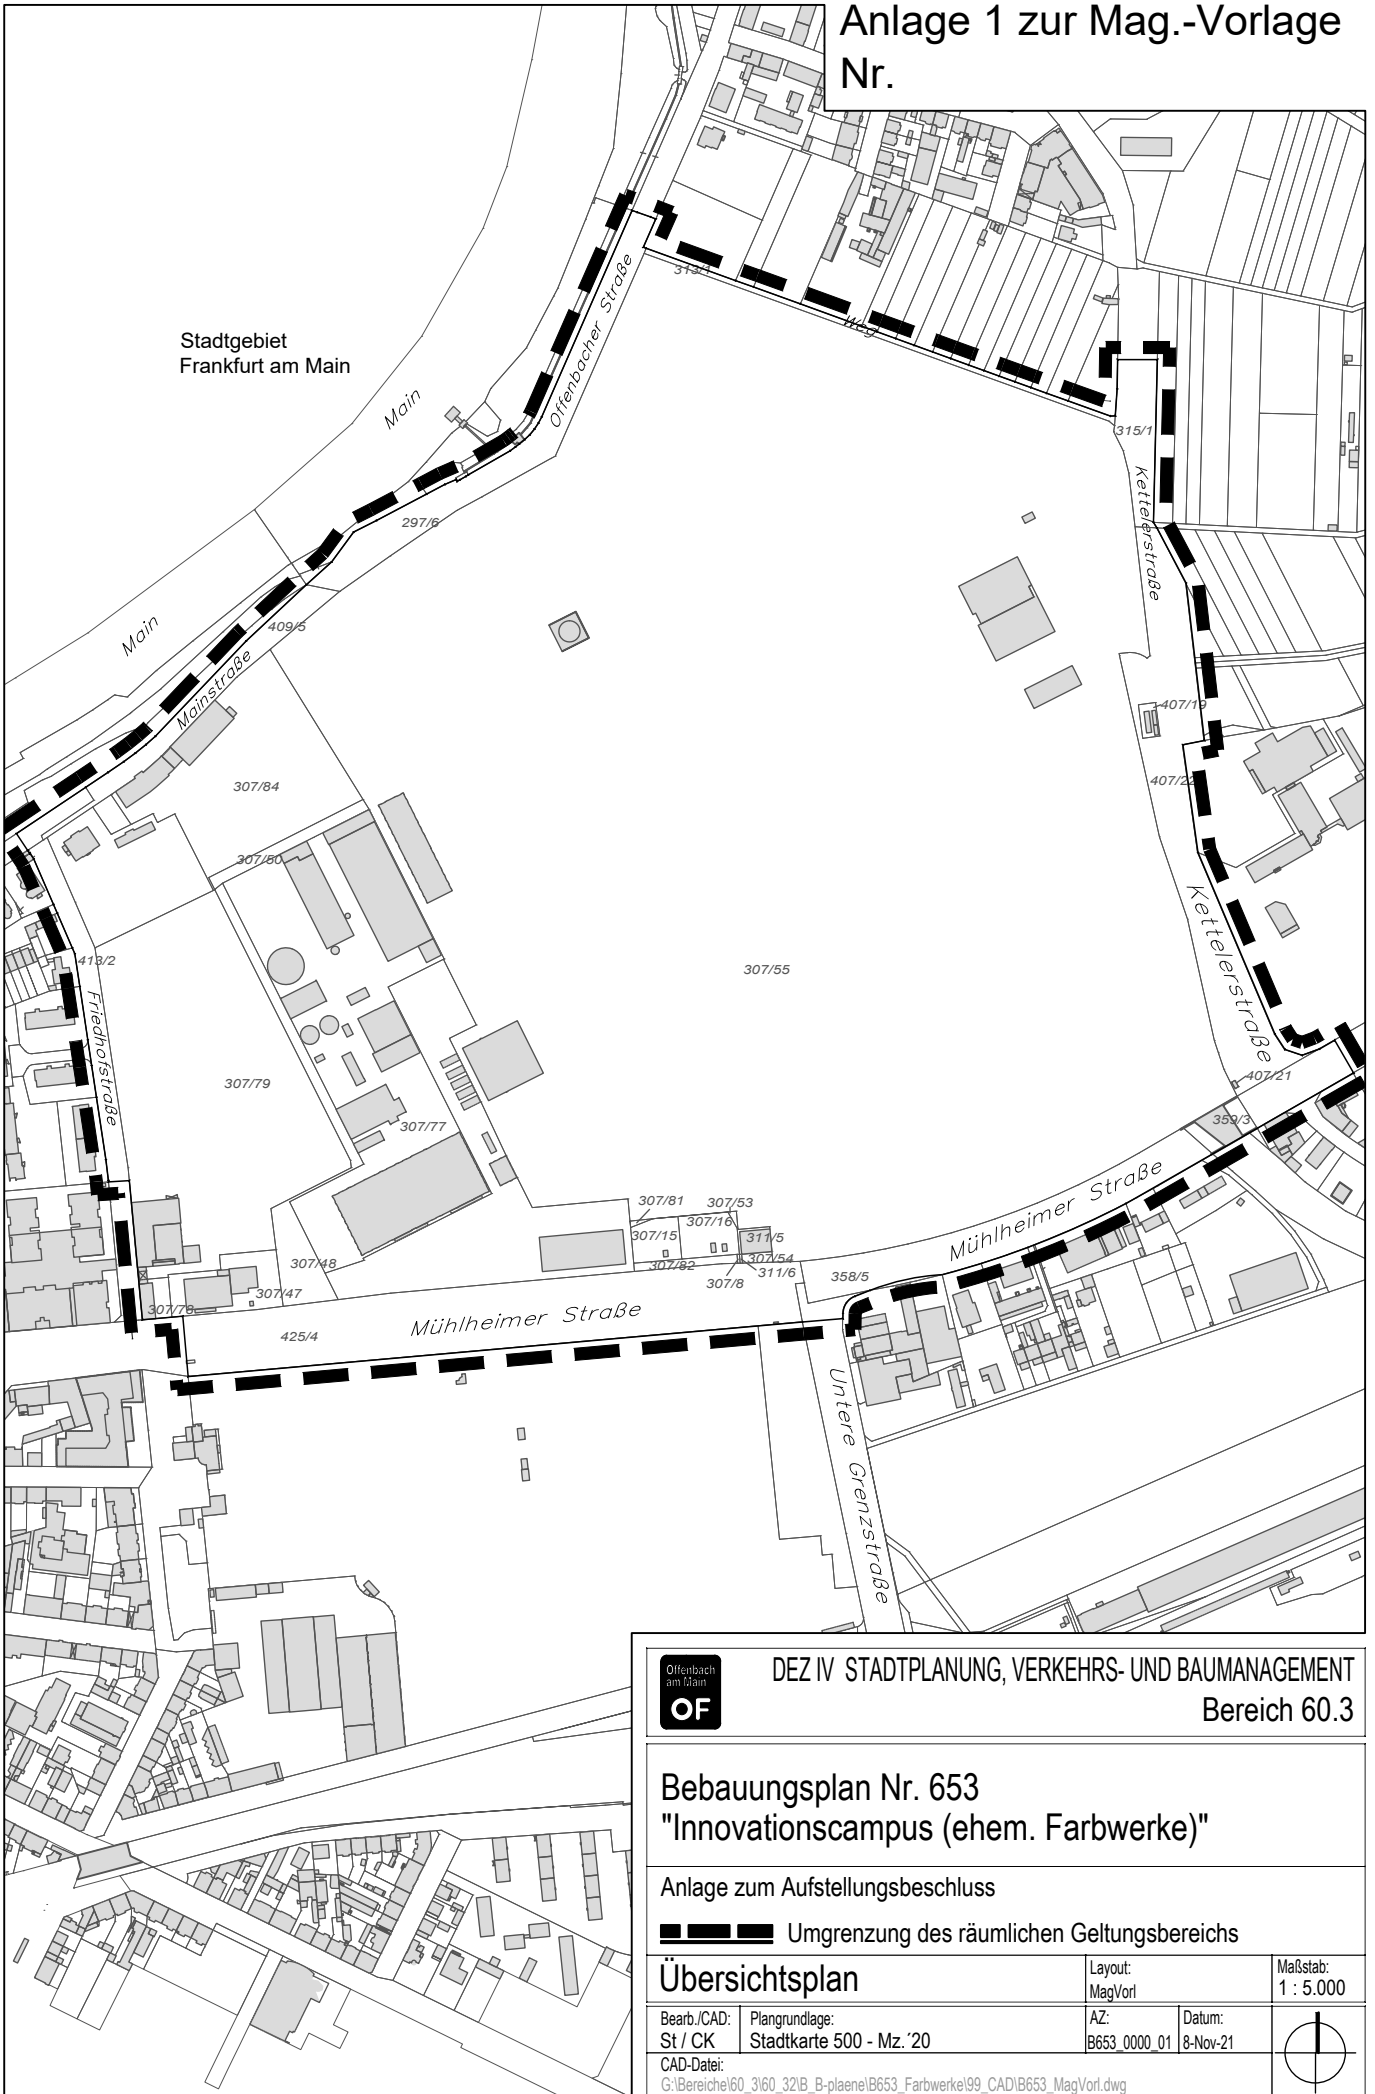 Anlage 1 zur Mag.-Vorlage
Nr.
Stadtgebiet
Frankfurt am Main
Main
Main
Offenbacher Straße
313/1
Weg
315/1
Kettelerstraße
297/6
409/5
Mainstraße
407/19
407/22
307/84
307/50
413/2
Friedhofstraße
307/55
Kettelerstraße
307/79
307/77
407/21
359/3
Mühlheimer Straße
307/81
307/53
307/16
307/15
311/5
307/82
307/54
311/6
307/8
358/5
307/48
307/47
307/78
425/4
Mühlheimer Straße
Untere Grenzstraße
Offenbach
am Main
OF
DEZ IV STADTPLANUNG, VERKEHRS- UND BAUMANAGEMENT
Bereich 60.3
Bebauungsplan Nr. 653
"Innovationscampus (ehem. Farbwerke)"
Anlage zum Aufstellungsbeschluss
Umgrenzung des räumlichen Geltungsbereichs
Übersichtsplan
Layout:
MagVorl
Maßstab:
1 : 5.000
Bearb./CAD:
St / CK
Plangrundlage:
Stadtkarte 500 - Mz.´20
AZ:
B653_0000_01
Datum:
8-Nov-21
CAD-Datei:
G:\Bereiche\60_3\60_32\B_B-plaene\B653_Farbwerke\99_CAD\B653_MagVorl.dwg